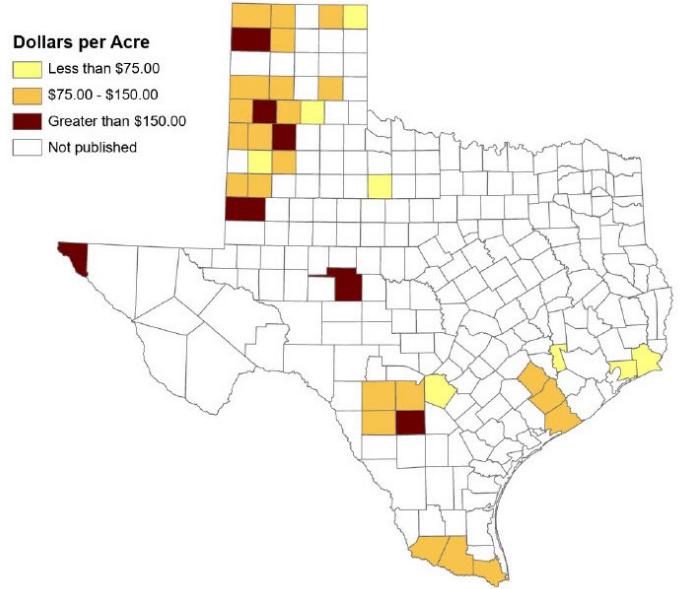 Dollars per Acre
Less than $75.00
$75.00 - $150.00
Greater than $150.00
Not published